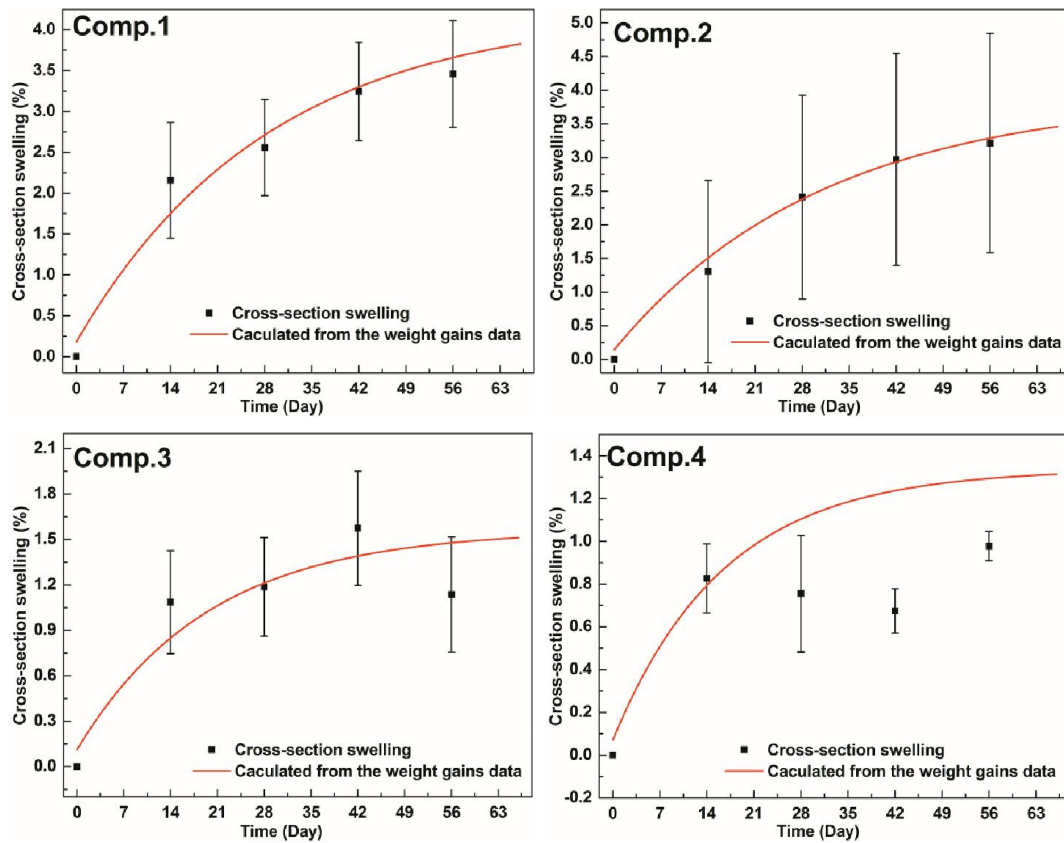 Comp.1
Cross-section swelling (%)
4.0
3.5
3.0
2.5
2.0
1.5
1.0
0.5
0.0
Cross-section swelling
Caculated from the weight gains data
0 7 14 21 28 35 42 49 56 63
Time (Day)
Comp.2
Cross-section swelling (%)
5.0
4.5
4.0
3.5
3.0
2.5
2.0
1.5
1.0
0.5
0.0
Cross-section swelling
Caculated from the weight gains data
0 7 14 21 28 35 42 49 56 63
Time (Day)
Comp.3
Cross-section swelling (%)
2.1
1.8
1.5
1.2
0.9
0.6
0.3
0.0
Cross-section swelling
Caculated from the weight gains data
0 7 14 21 28 35 42 49 56 63
Time (Day)
Comp.4
Cross-section swelling (%)
1.4
1.2
1.0
0.8
0.6
0.4
0.2
0.0
-0.2
Cross-section swelling
Caculated from the weight gains data
0 7 14 21 28 35 42 49 56 63
Time (Day)